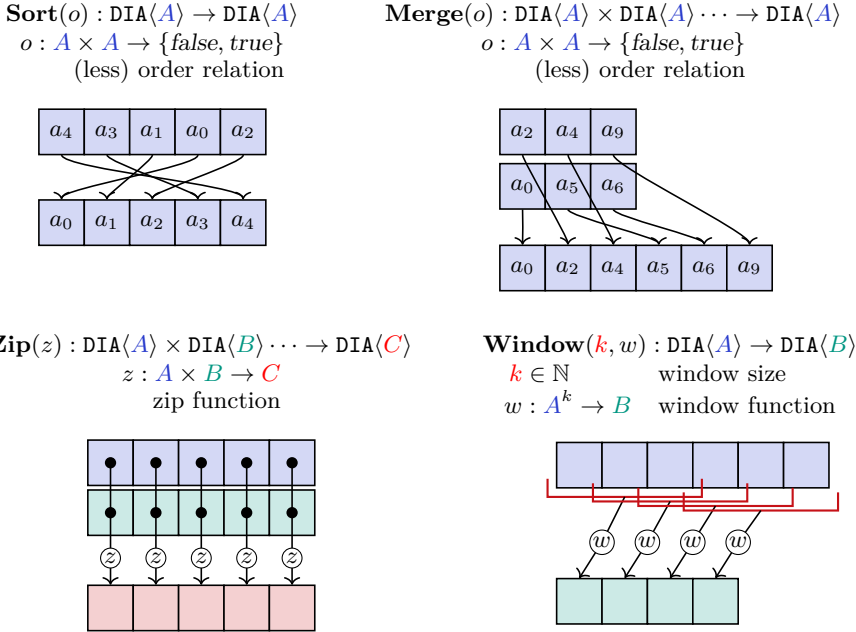 Sort(o) : DIA⟨A⟩ → DIA⟨A⟩
o : A × A → {false, true}
(less) order relation
a₄ a₃ a₁ a₀ a₂
a₀ a₁ a₂ a₃ a₄
Merge(o) : DIA⟨A⟩ × DIA⟨A⟩ ⋯ → DIA⟨A⟩
o : A × A → {false, true}
(less) order relation
a₂ a₄ a₉
a₀ a₅ a₆
a₀ a₂ a₄ a₅ a₆ a₉
Zip(z) : DIA⟨A⟩ × DIA⟨B⟩ ⋯ → DIA⟨C⟩
z : A × B → C
zip function
z z z z z
Window(k, w) : DIA⟨A⟩ → DIA⟨B⟩
k ∈ ℕ window size
w : Aᵏ → B window function
w w w w